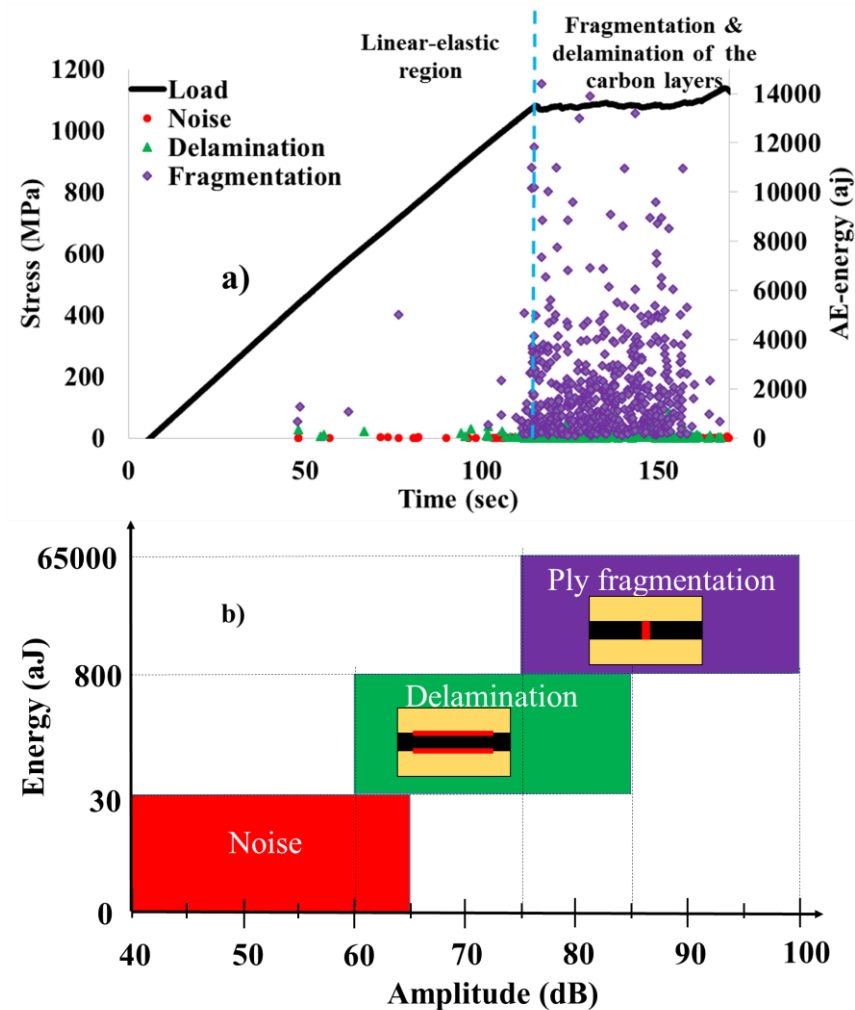 Linear-elastic
region
Fragmentation &
delamination of the
carbon layers
Load
Noise
Delamination
Fragmentation
a)
Stress (MPa)
1200
1000
800
600
400
200
0
AE-energy (aj)
14000
12000
10000
8000
6000
4000
2000
0
0 50 100 150
Time (sec)
b)
Energy (aJ)
65000
800
30
0
Ply fragmentation
Delamination
Noise
40 50 60 70 80 90 100
Amplitude (dB)